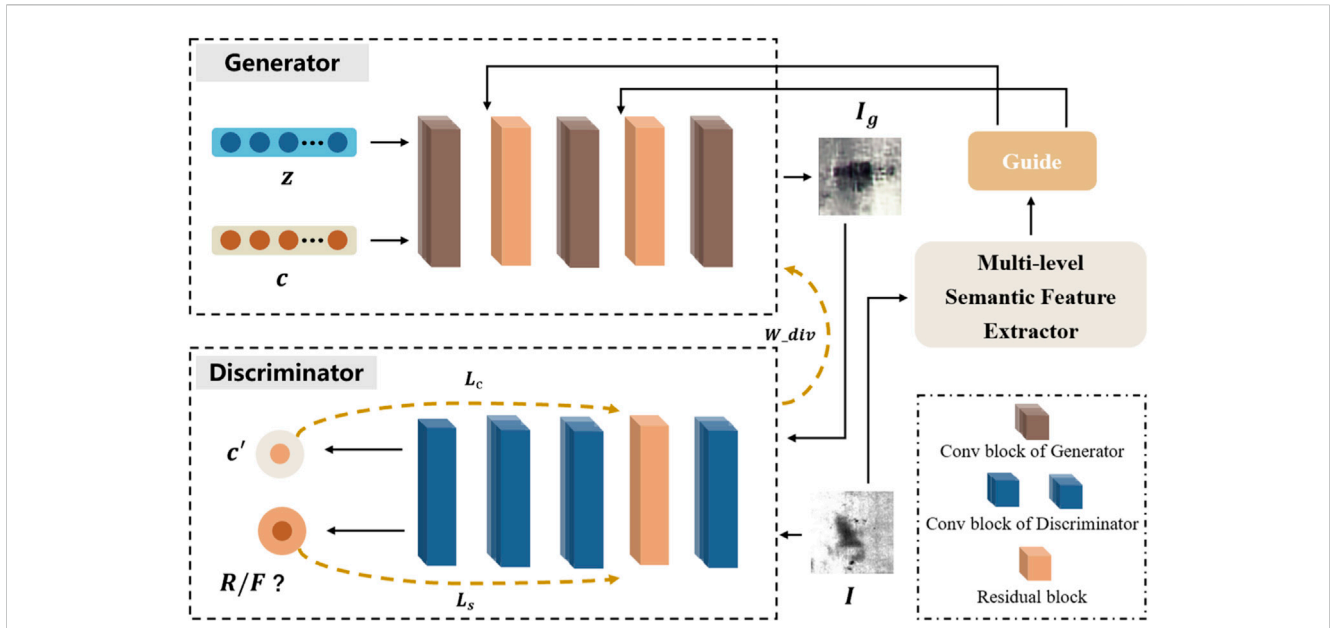 Generator
z
c
I_g
Guide
Multi-level
Semantic Feature
Extractor
W_div
Discriminator
L_c
c′
R/F ?
L_s
I
Conv block of Generator
Conv block of Discriminator
Residual block